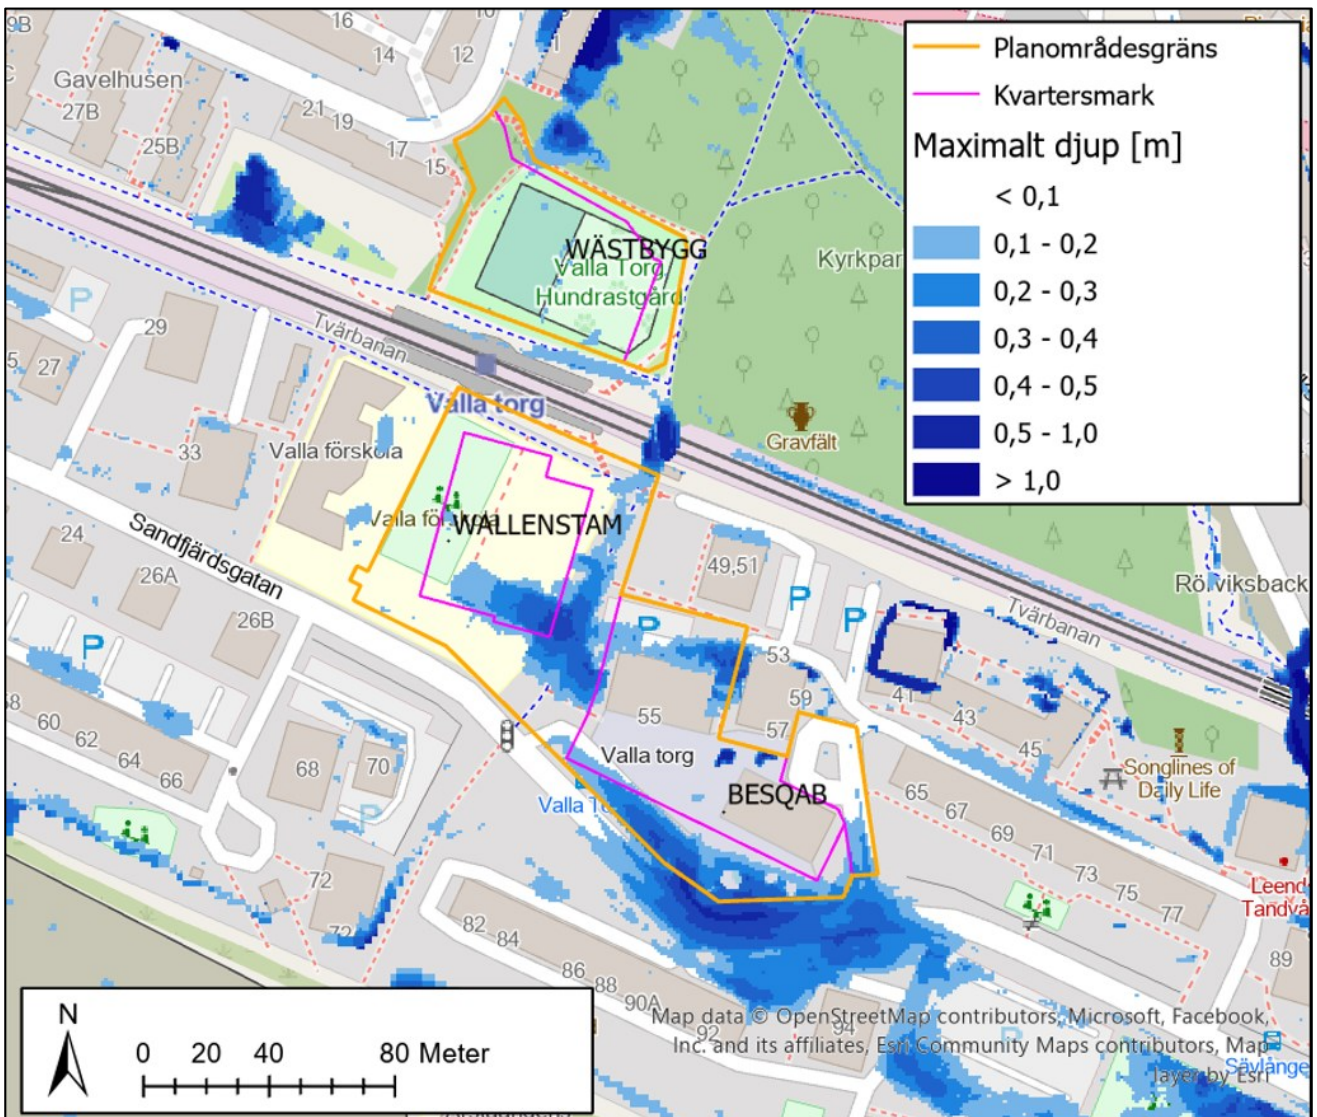 Planområdesgräns
Kvartersmark
Maximalt djup [m]
< 0,1
0,1 - 0,2
0,2 - 0,3
0,3 - 0,4
0,4 - 0,5
0,5 - 1,0
> 1,0
9B
16
14
12
Gavelhusen
27B
25B
21
19
17
15
WÄSTBYGG
Valla Torg
Hundrastgård
Kyrkpar
P
29
27
Tvärbanan
Valla torg
Gravfält
33
Valla förskola
WALLENSTAM
Sandfjärdsgatan
24
26A
26B
P
49,51
P
P
P
Tvärbanan
53
59
57
55
41
43
45
Valla torg
BESQAB
Songlines of
Daily Life
58
60
62
64
66
68
70
P
65
67
69
71
73
75
77
72
82
84
86
88
90A
92
94
89
Leend
Tandvå
P
Sävlånge
N
0 20 40 80 Meter
Map data © OpenStreetMap contributors, Microsoft, Facebook,
Inc. and its affiliates, Esri Community Maps contributors, Map
layer by Esri